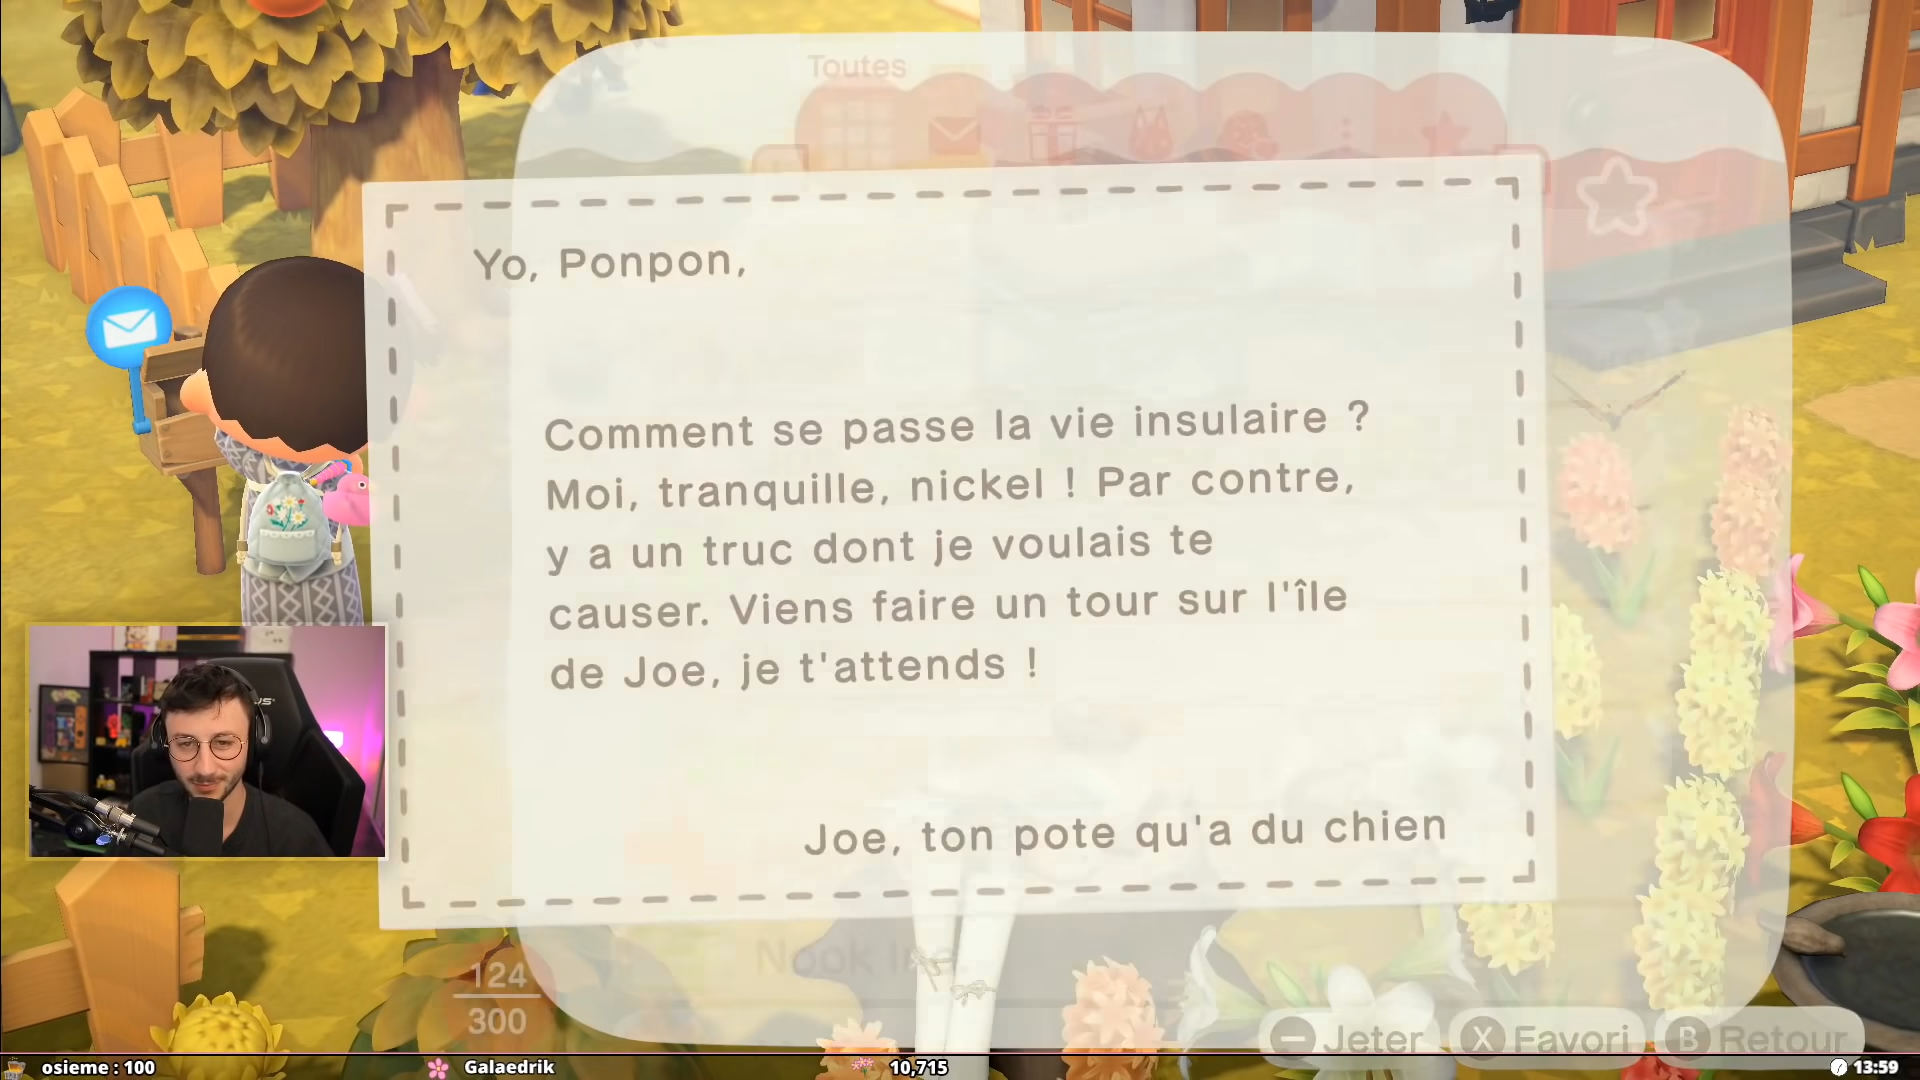 Toutes
Yo, Ponpon,
Comment se passe la vie insulaire ?
Moi, tranquille, nickel ! Par contre,
y a un truc dont je voulais te
causer. Viens faire un tour sur l'île
de Joe, je t'attends !
Joe, ton pote qu'a du chien
Nook Inc.
124
300
Jeter
X Favori
B Retour
osieme : 100
Galaedrik
10,715
13:59